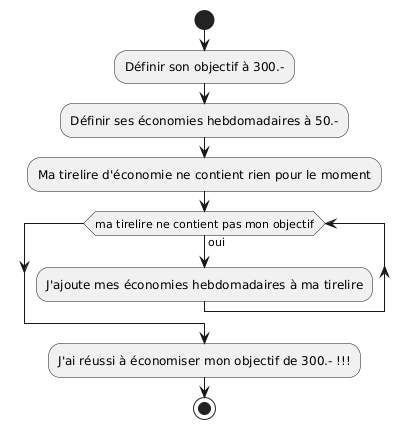 Définir son objectif à 300.-
Définir ses économies hebdomadaires à 50.-
Ma tirelire d'économie ne contient rien pour le moment
ma tirelire ne contient pas mon objectif
oui
J'ajoute mes économies hebdomadaires à ma tirelire
J'ai réussi à économiser mon objectif de 300.- !!!